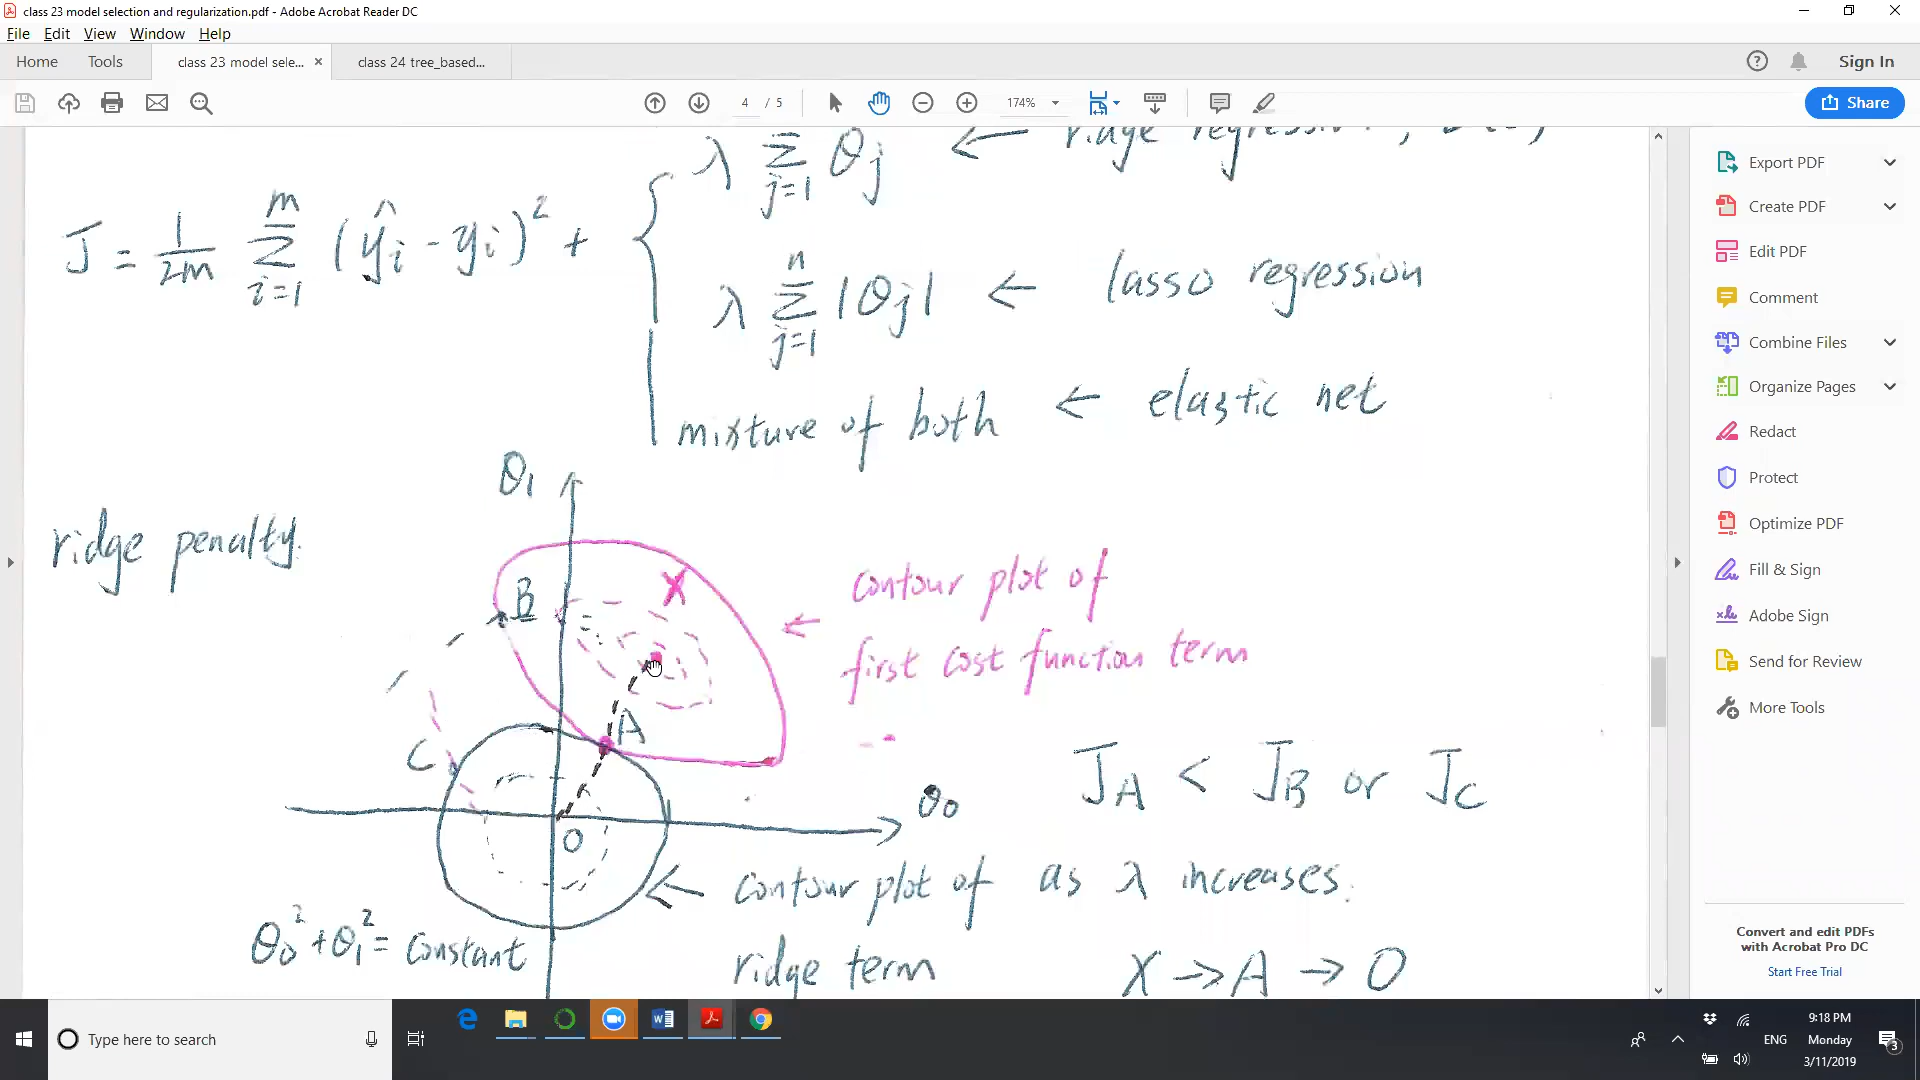 class 23 model selection and regularization.pdf - Adobe Acrobat Reader DC
File Edit View Window Help
Home Tools class 23 model sele... × class 24 tree_based... Sign In
4 / 5 174% Share
λ Σ j=1 θj ← ridge regression,
J = 1/2m Σ i=1 m (ŷi - yi)² +
λ Σ j=1 n |θj| ← lasso regression
mixture of both ← elastic net
ridge penalty.
θ1
B X
A
C
O
θ0
contour plot of
first cost function term
JA < JB or JC
contour plot of
ridge term
as λ increases.
X → A → O
θ0² + θ1² = constant
Export PDF
Create PDF
Edit PDF
Comment
Combine Files
Organize Pages
Redact
Protect
Optimize PDF
Fill & Sign
Adobe Sign
Send for Review
More Tools
Convert and edit PDFs
with Acrobat Pro DC
Start Free Trial
Type here to search
ENG
9:18 PM
Monday
3/11/2019
3